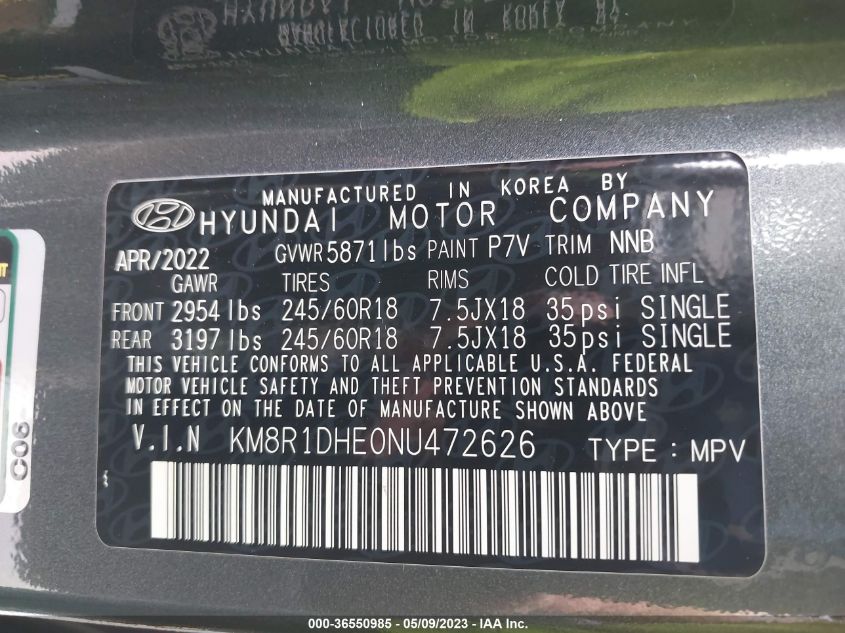 MANUFACTURED IN KOREA BY
HYUNDAI MOTOR COMPANY
APR/2022 GVWR 5871 lbs PAINT P7V TRIM NNB
GAWR TIRES RIMS COLD TIRE INFL
FRONT 2954 lbs 245/60R18 7.5JX18 35psi SINGLE
REAR 3197 lbs 245/60R18 7.5JX18 35psi SINGLE
THIS VEHICLE CONFORMS TO ALL APPLICABLE U.S.A. FEDERAL
MOTOR VEHICLE SAFETY AND THEFT PREVENTION STANDARDS
IN EFFECT ON THE DATE OF MANUFACTURE SHOWN ABOVE
V.I.N KM8R1DHE0NU472626 TYPE : MPV
C06
000-36550985 - 05/09/2023 - IAA Inc.